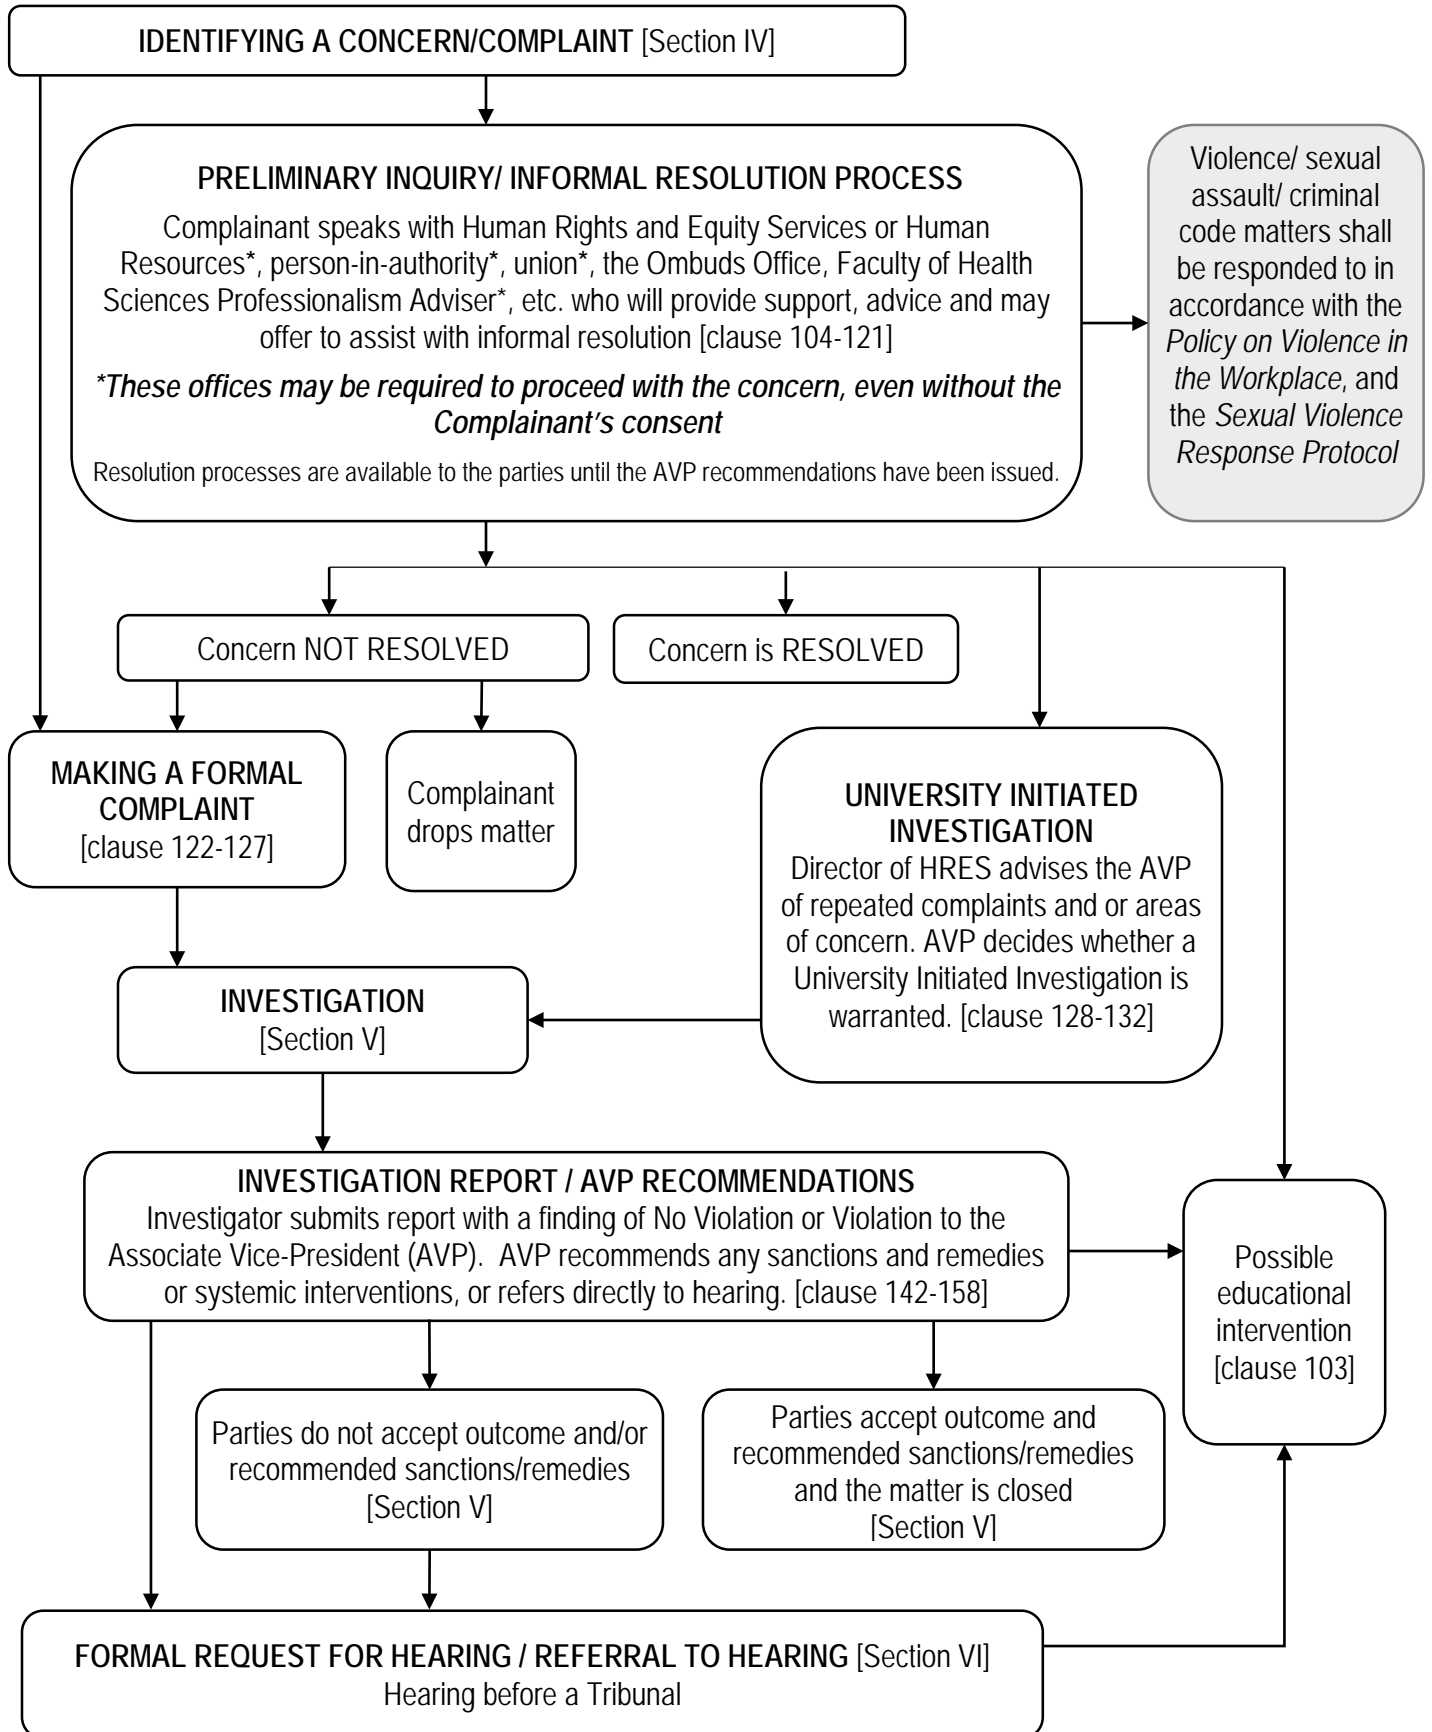 IDENTIFYING A CONCERN/COMPLAINT [Section IV]
PRELIMINARY INQUIRY/ INFORMAL RESOLUTION PROCESS
Complainant speaks with Human Rights and Equity Services or Human
Resources*, person-in-authority*, union*, the Ombuds Office, Faculty of Health
Sciences Professionalism Adviser*, etc. who will provide support, advice and may
offer to assist with informal resolution [clause 104-121]
*These offices may be required to proceed with the concern, even without the
Complainant's consent
Resolution processes are available to the parties until the AVP recommendations have been issued.
Violence/ sexual
assault/ criminal
code matters shall
be responded to in
accordance with the
Policy on Violence in
the Workplace, and
the Sexual Violence
Response Protocol
Concern NOT RESOLVED
Concern is RESOLVED
MAKING A FORMAL
COMPLAINT
[clause 122-127]
Complainant
drops matter
UNIVERSITY INITIATED
INVESTIGATION
Director of HRES advises the AVP
of repeated complaints and or areas
of concern. AVP decides whether a
University Initiated Investigation is
warranted. [clause 128-132]
INVESTIGATION
[Section V]
INVESTIGATION REPORT / AVP RECOMMENDATIONS
Investigator submits report with a finding of No Violation or Violation to the
Associate Vice-President (AVP). AVP recommends any sanctions and remedies
or systemic interventions, or refers directly to hearing. [clause 142-158]
Possible
educational
intervention
[clause 103]
Parties do not accept outcome and/or
recommended sanctions/remedies
[Section V]
Parties accept outcome and
recommended sanctions/remedies
and the matter is closed
[Section V]
FORMAL REQUEST FOR HEARING / REFERRAL TO HEARING [Section VI]
Hearing before a Tribunal